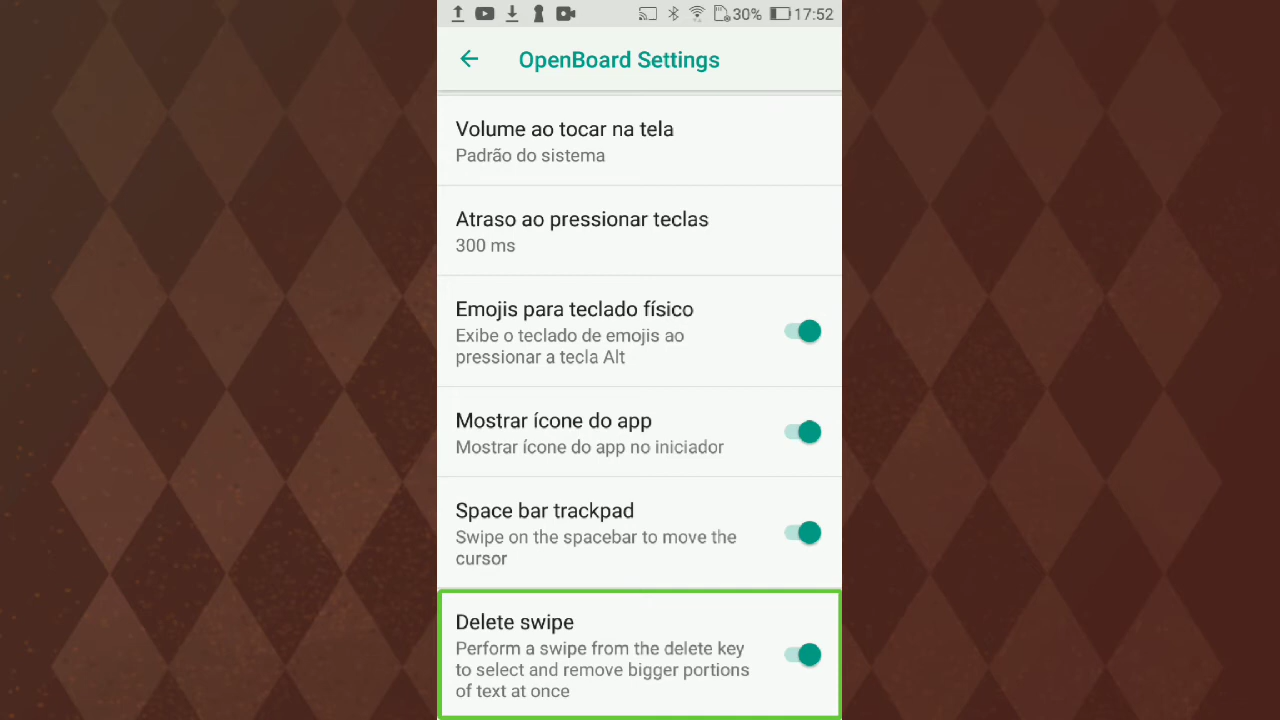 30% 17:52
OpenBoard Settings
Volume ao tocar na tela
Padrão do sistema
Atraso ao pressionar teclas
300 ms
Emojis para teclado físico
Exibe o teclado de emojis ao
pressionar a tecla Alt
Mostrar ícone do app
Mostrar ícone do app no iniciador
Space bar trackpad
Swipe on the spacebar to move the
cursor
Delete swipe
Perform a swipe from the delete key
to select and remove bigger portions
of text at once